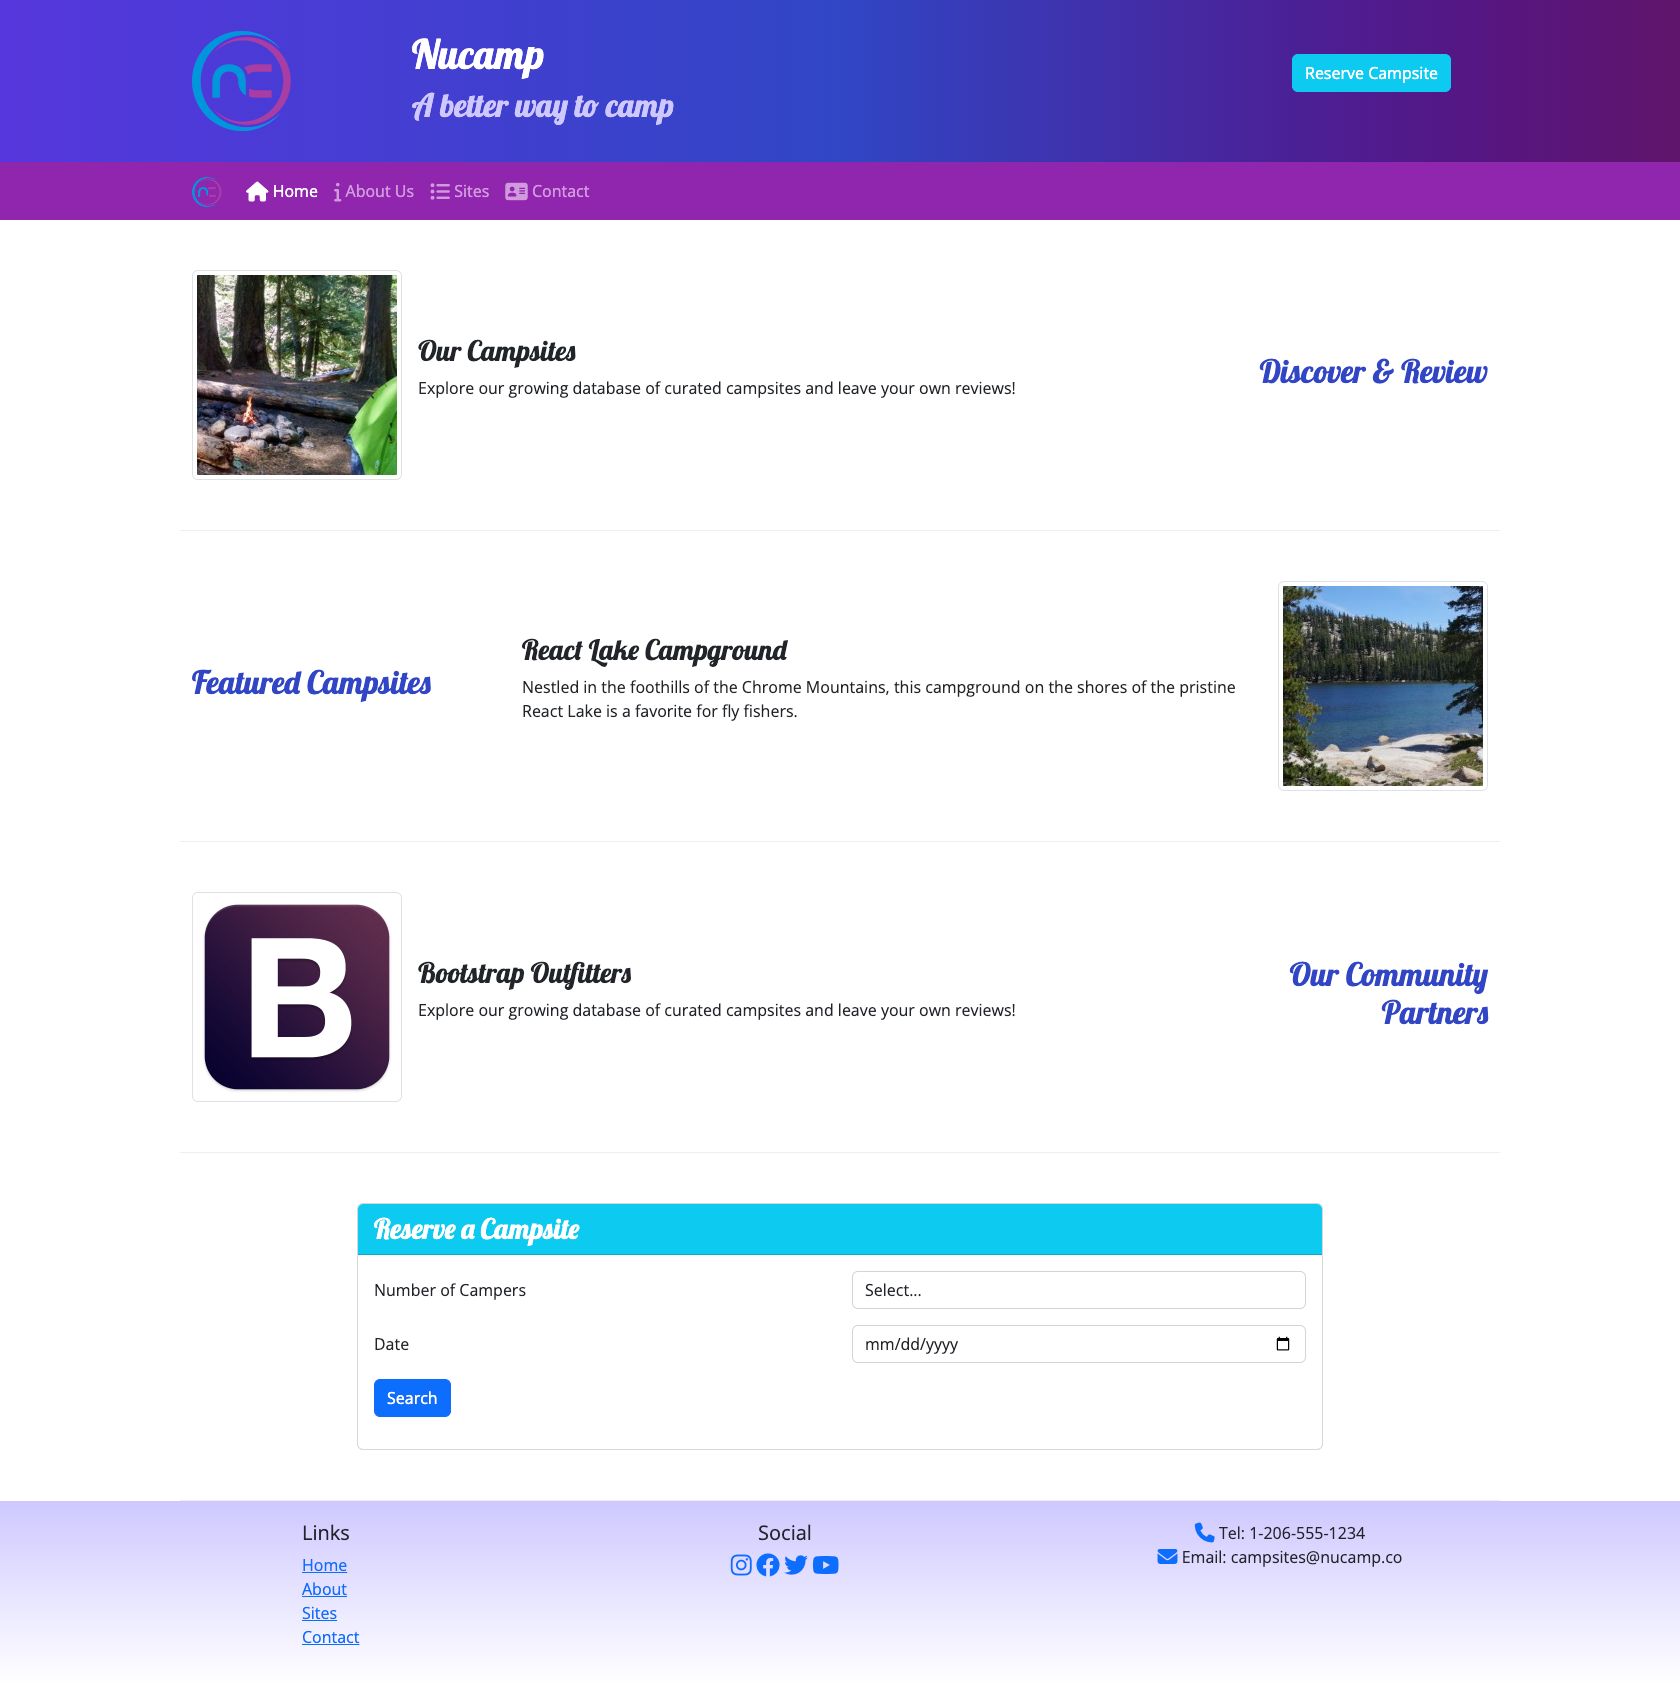 nc
Nucamp
A better way to camp
Reserve Campsite
nc
Home
About Us
Sites
Contact
Our Campsites
Explore our growing database of curated campsites and leave your own reviews!
Discover & Review
Featured Campsites
React Lake Campground
Nestled in the foothills of the Chrome Mountains, this campground on the shores of the pristine
React Lake is a favorite for fly fishers.
B
Bootstrap Outfitters
Explore our growing database of curated campsites and leave your own reviews!
Our Community
Partners
Reserve a Campsite
Number of Campers
Select...
Date
mm/dd/yyyy
Search
Links
Home
About
Sites
Contact
Social
Tel: 1-206-555-1234
Email: campsites@nucamp.co